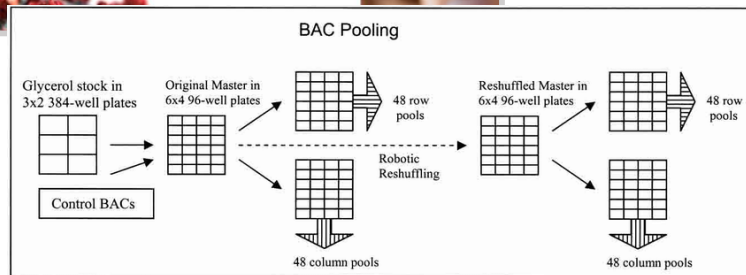 BAC Pooling
Glycerol stock in
3x2 384-well plates
Control BACs
Original Master in
6x4 96-well plates
48 row
pools
48 column pools
Robotic
Reshuffling
Reshuffled Master in
6x4 96-well plates
48 row
pools
48 column pools